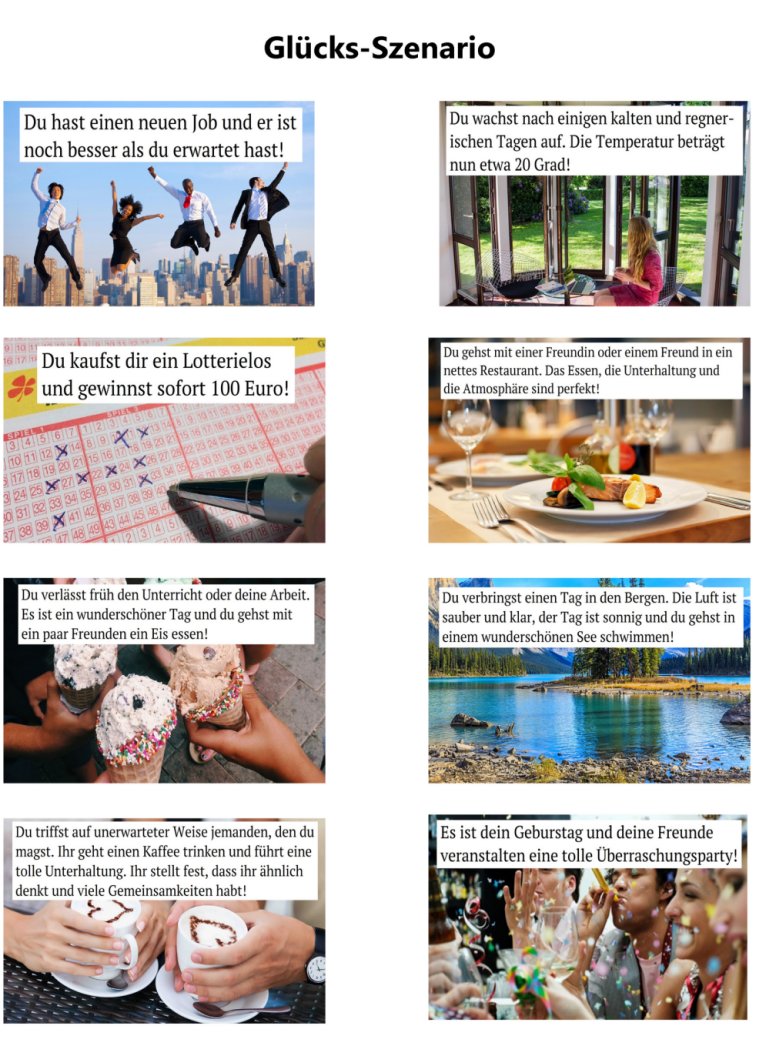 Glücks-Szenario
Du hast einen neuen Job und er ist
noch besser als du erwartet hast!
Du wachst nach einigen kalten und regner-
ischen Tagen auf. Die Temperatur beträgt
nun etwa 20 Grad!
Du kaufst dir ein Lotterielos
und gewinnst sofort 100 Euro!
SPIEL 1
Du gehst mit einer Freundin oder einem Freund in ein
nettes Restaurant. Das Essen, die Unterhaltung und
die Atmosphäre sind perfekt!
Du verlässt früh den Unterricht oder deine Arbeit.
Es ist ein wunderschöner Tag und du gehst mit
ein paar Freunden ein Eis essen!
Du verbringst einen Tag in den Bergen. Die Luft ist
sauber und klar, der Tag ist sonnig und du gehst in
einem wunderschönen See schwimmen!
Du triffst auf unerwarteter Weise jemanden, den du
magst. Ihr geht einen Kaffee trinken und führt eine
tolle Unterhaltung. Ihr stellt fest, dass ihr ähnlich
denkt und viele Gemeinsamkeiten habt!
Es ist dein Geburstag und deine Freunde
veranstalten eine tolle Überraschungsparty!